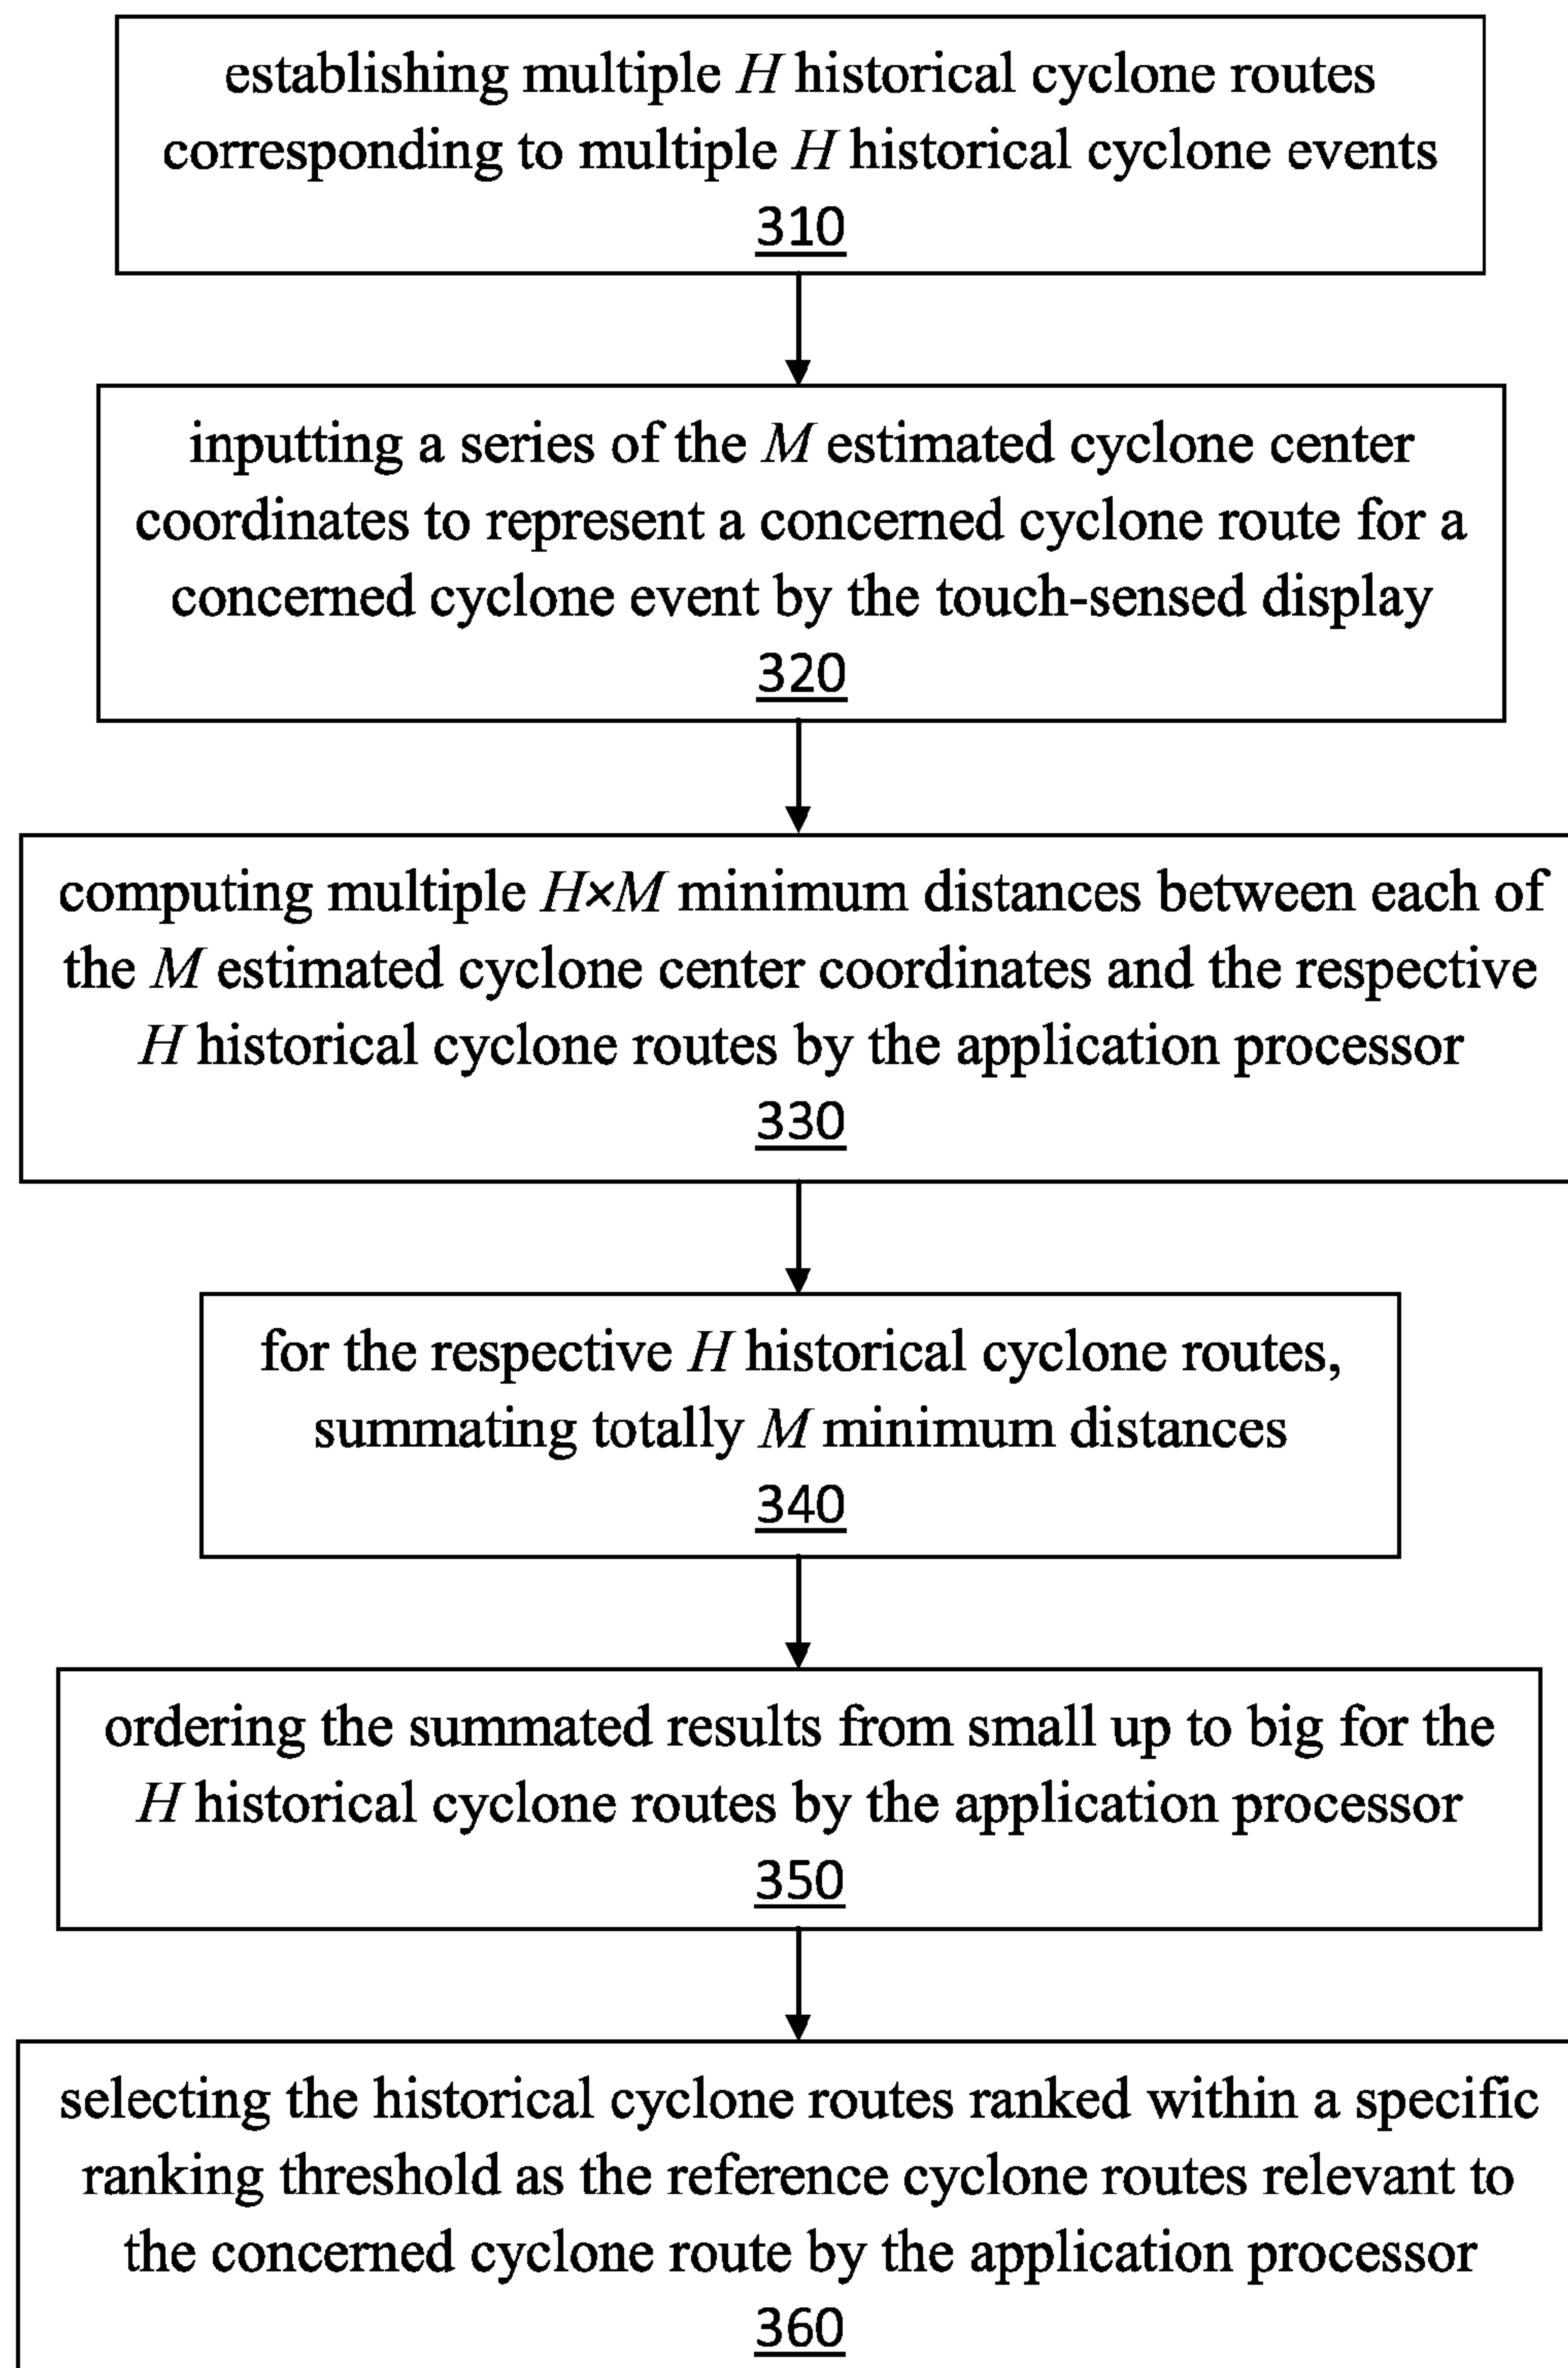 establishing multiple H historical cyclone routes
corresponding to multiple H historical cyclone events
310
inputting a series of the M estimated cyclone center
coordinates to represent a concerned cyclone route for a
concerned cyclone event by the touch-sensed display
320
computing multiple H×M minimum distances between each of
the M estimated cyclone center coordinates and the respective
H historical cyclone routes by the application processor
330
for the respective H historical cyclone routes,
summating totally M minimum distances
340
ordering the summated results from small up to big for the
H historical cyclone routes by the application processor
350
selecting the historical cyclone routes ranked within a specific
ranking threshold as the reference cyclone routes relevant to
the concerned cyclone route by the application processor
360